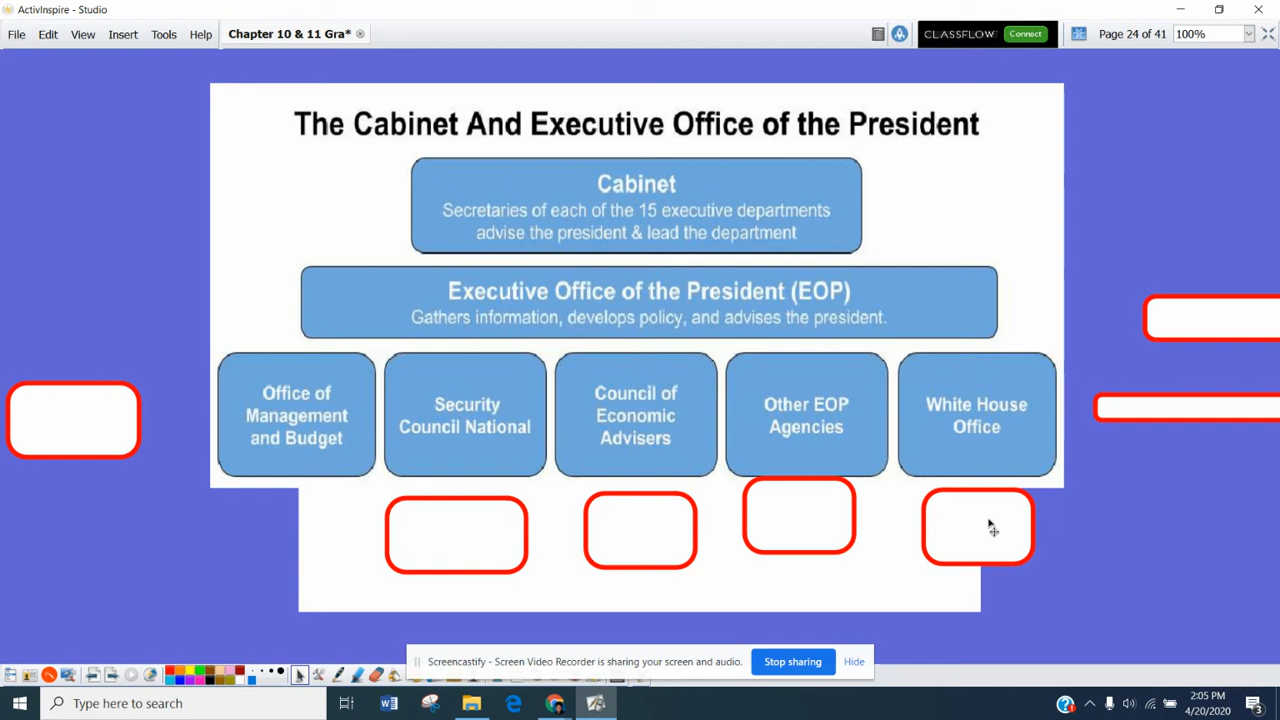 ActivInspire - Studio
File Edit View Insert Tools Help Chapter 10 & 11 Gra* CLASSFLOW Connect Page 24 of 41 100%
The Cabinet And Executive Office of the President
Cabinet
Secretaries of each of the 15 executive departments
advise the president & lead the department
Executive Office of the President (EOP)
Gathers information, develops policy, and advises the president.
Office of
Management
and Budget
Security
Council National
Council of
Economic
Advisers
Other EOP
Agencies
White House
Office
Screencastify - Screen Video Recorder is sharing your screen and audio. Stop sharing Hide
Type here to search
2:05 PM
4/20/2020
3